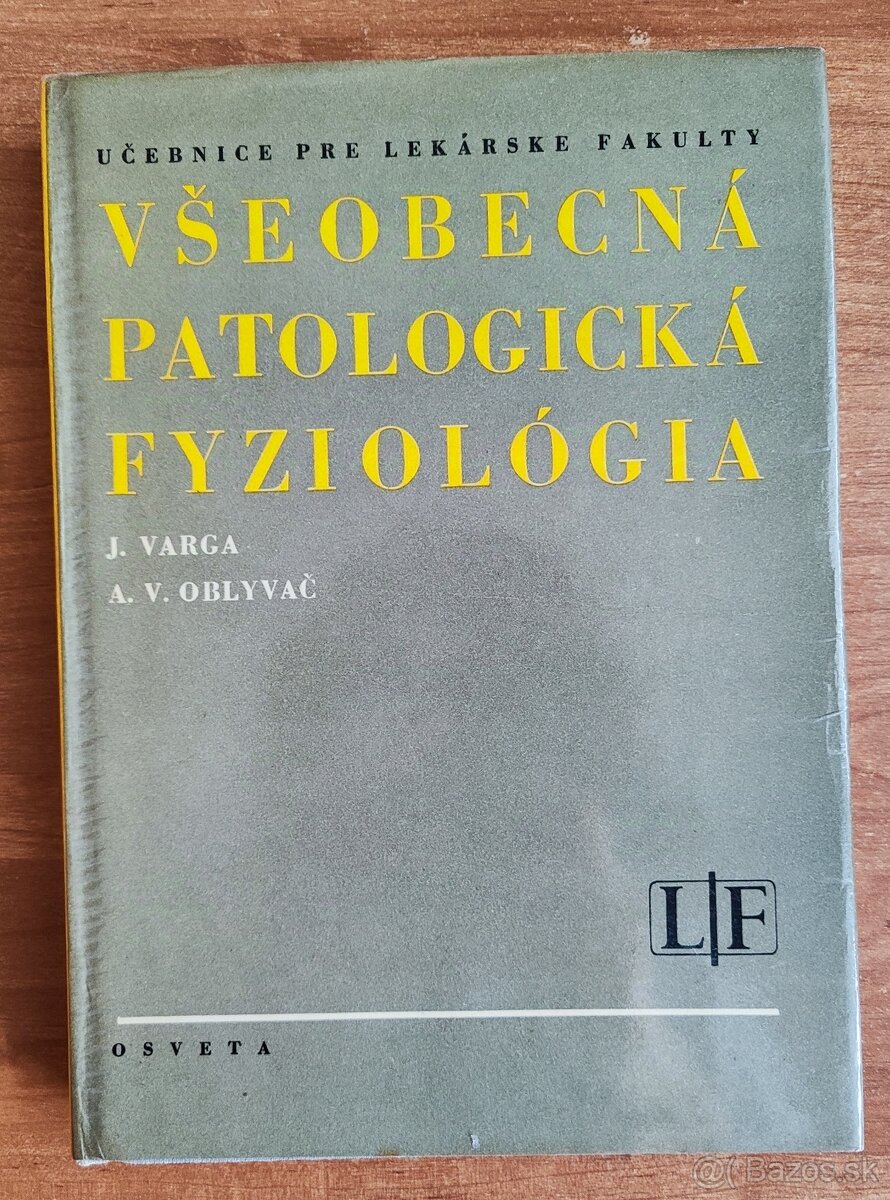 UČEBNICE PRE LEKÁRSKE FAKULTY
VŠEOBECNÁ
PATOLOGICKÁ
FYZIOLÓGIA
J. VARGA
A. V. OBLYVAČ
L|F
OSVETA
@( Bazos.sk